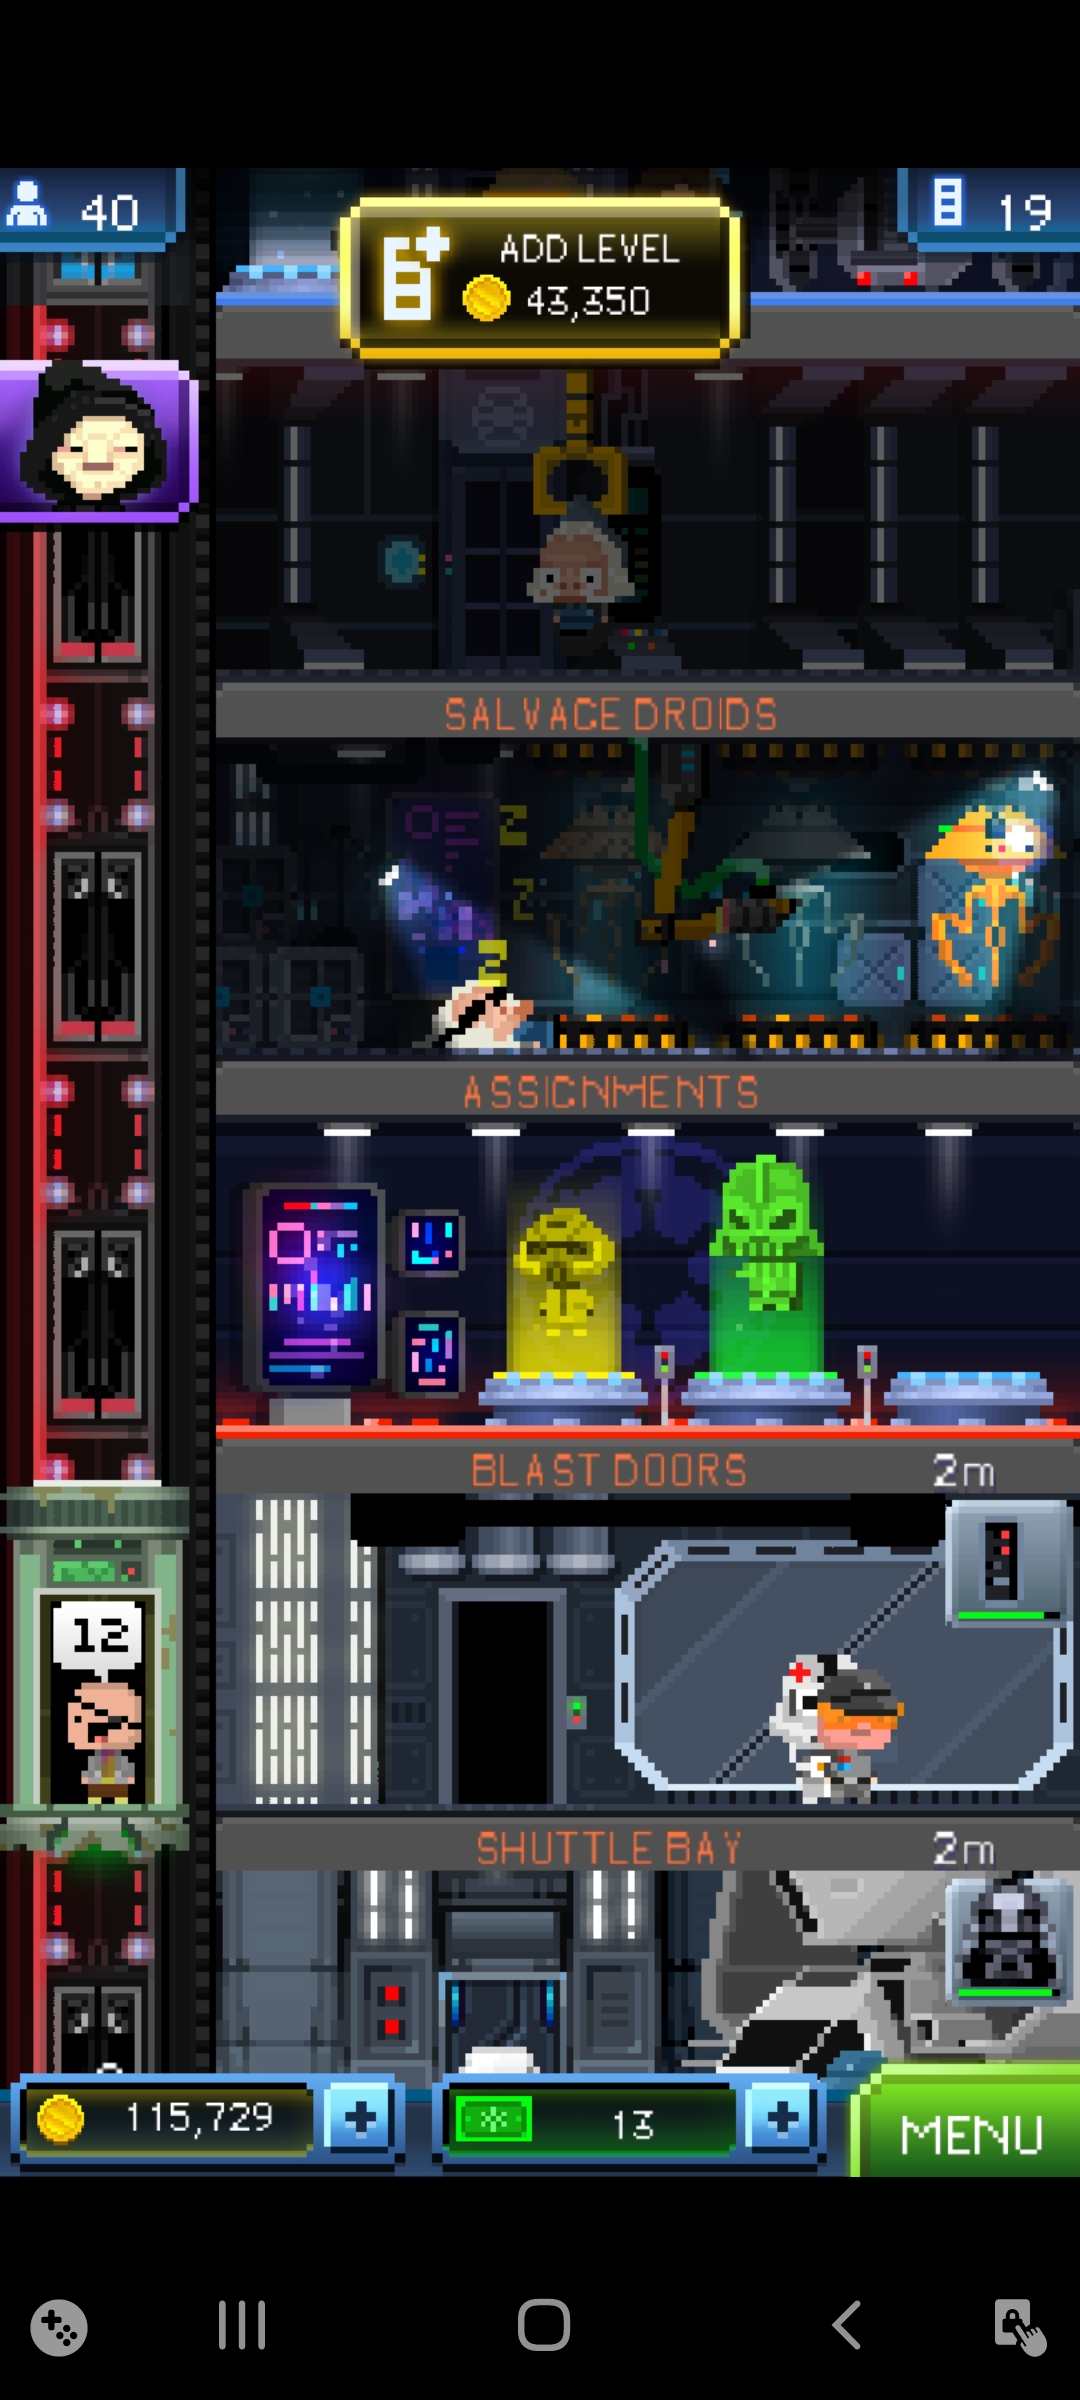 40
19
ADD LEVEL
43,350
SALVAGE DROIDS
Z
Z
Z
ASSIGNMENTS
BLAST DOORS 2m
12
SHUTTLE BAY 2m
115,729
13
MENU